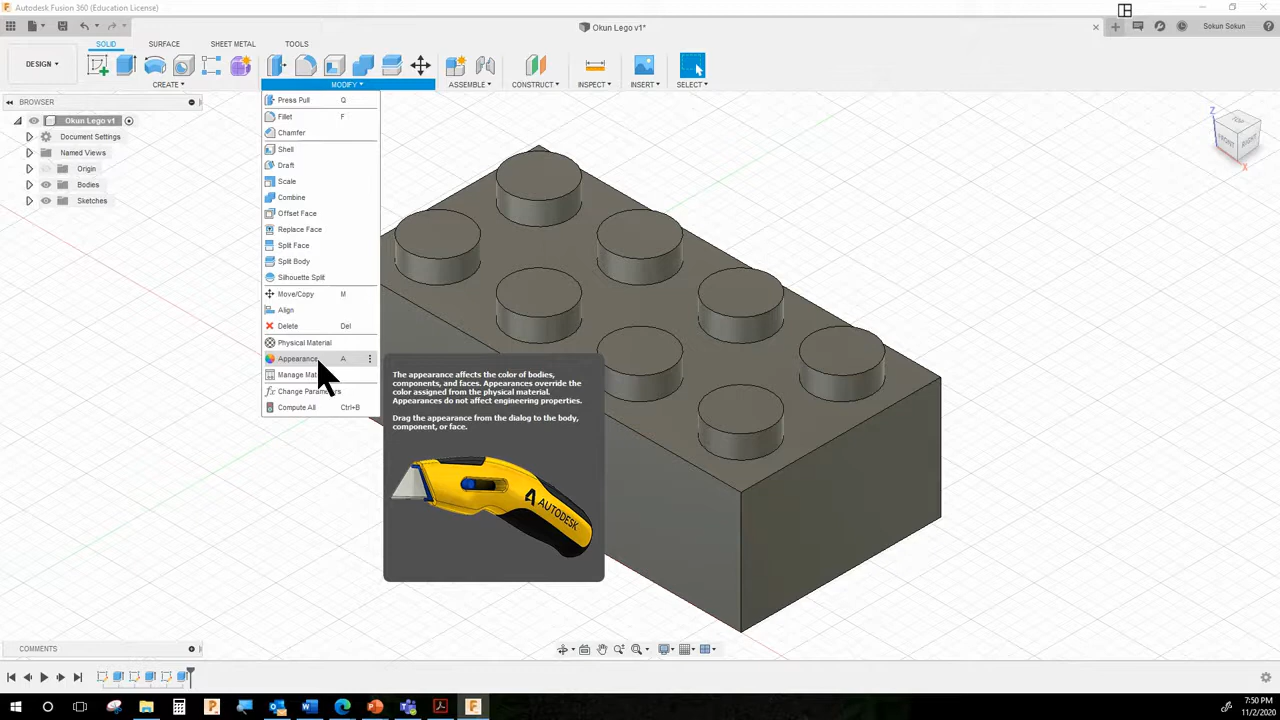 Autodesk Fusion 360 (Education License)
Okun Lego v1*
Sokun Sokun
SOLID SURFACE SHEET METAL TOOLS
DESIGN
CREATE MODIFY ASSEMBLE CONSTRUCT INSPECT INSERT SELECT
BROWSER
Okun Lego v1
Document Settings
Named Views
Origin
Bodies
Sketches
Press Pull Q
Fillet F
Chamfer
Shell
Draft
Scale
Combine
Offset Face
Replace Face
Split Face
Split Body
Silhouette Split
Move/Copy M
Align
Delete Del
Physical Material
Appearance A
Manage Mat
Change Parameters
Compute All Ctrl+B
The appearance affects the color of bodies,
components, and faces. Appearances override the
color assigned from the physical material.
Appearances do not affect engineering properties.
Drag the appearance from the dialog to the body,
component, or face.
AUTODESK
TOP
FRONT
RIGHT
Z
X
COMMENTS
7:50 PM
11/2/2020